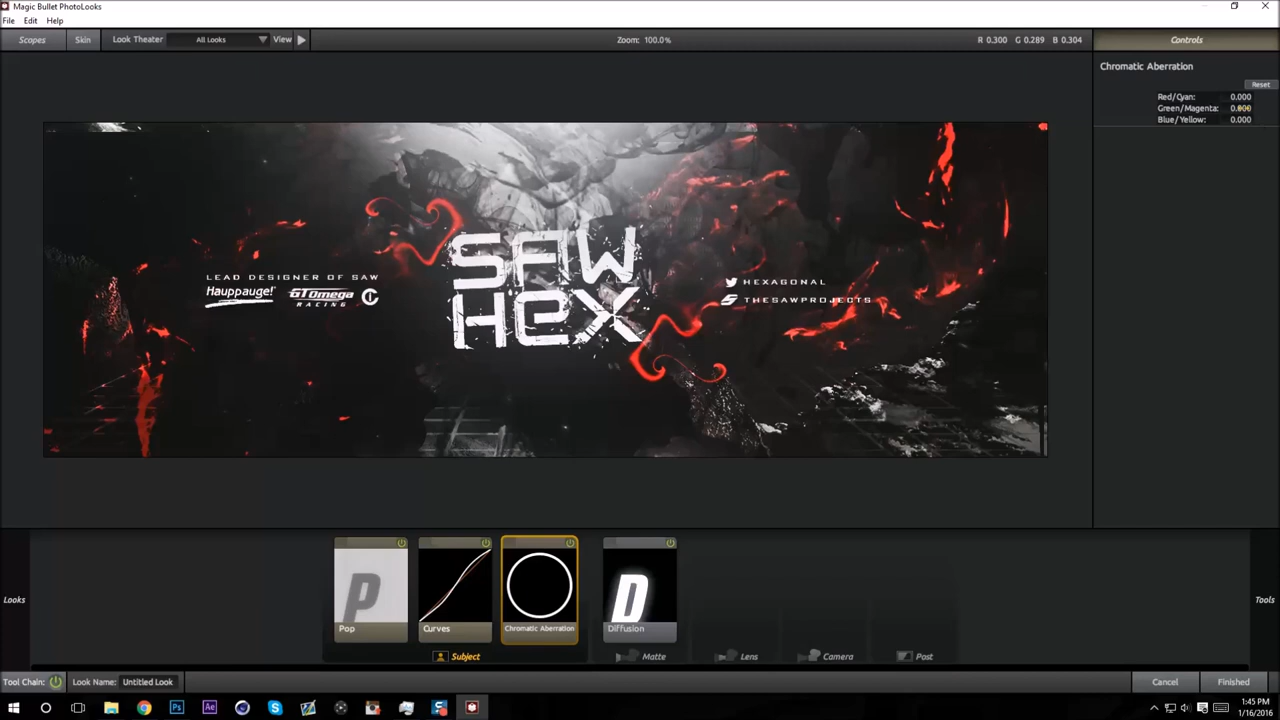 Magic Bullet PhotoLooks
File Edit Help
Scopes Skin Look Theater All Looks View Zoom: 100.0% R 0.300 G 0.289 B 0.304 Controls
Chromatic Aberration
Reset
Red/Cyan: 0.000
Green/Magenta:
Blue/Yellow: 0.000
SAW
HEX
LEAD DESIGNER OF SAW
Hauppauge! GTOmega
RACING
HEXAGONAL
THESAWPROJECTS
P
D
Pop Curves Chromatic Aberration Diffusion
Looks
Tools
Subject Matte Lens Camera Post
Tool Chain: Look Name: Untitled Look Cancel Finished
Ps Ae
1:45 PM
1/16/2016